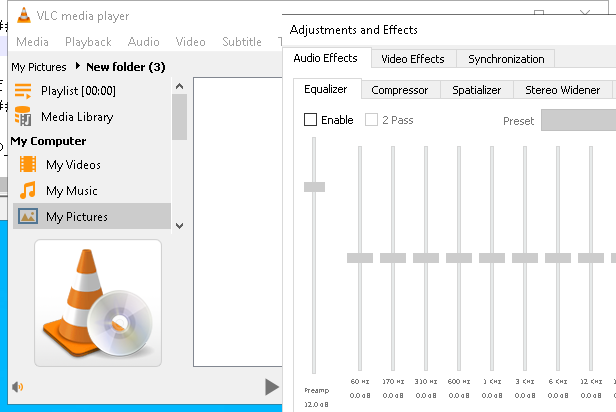 VLC media player
Media Playback Audio Video Subtitle
My Pictures New folder (3)
Playlist [00:00]
Media Library
My Computer
My Videos
My Music
My Pictures
Adjustments and Effects
Audio Effects Video Effects Synchronization
Equalizer Compressor Spatializer Stereo Widener
Enable 2 Pass Preset
60 Hz 170 Hz 310 Hz 600 Hz 1 KHz 3 KHz 6 KHz 12 KHz
Preamp 0.0 dB 0.0 dB 0.0 dB 0.0 dB 0.0 dB 0.0 dB 0.0 dB 0.0 dB
12.0 dB